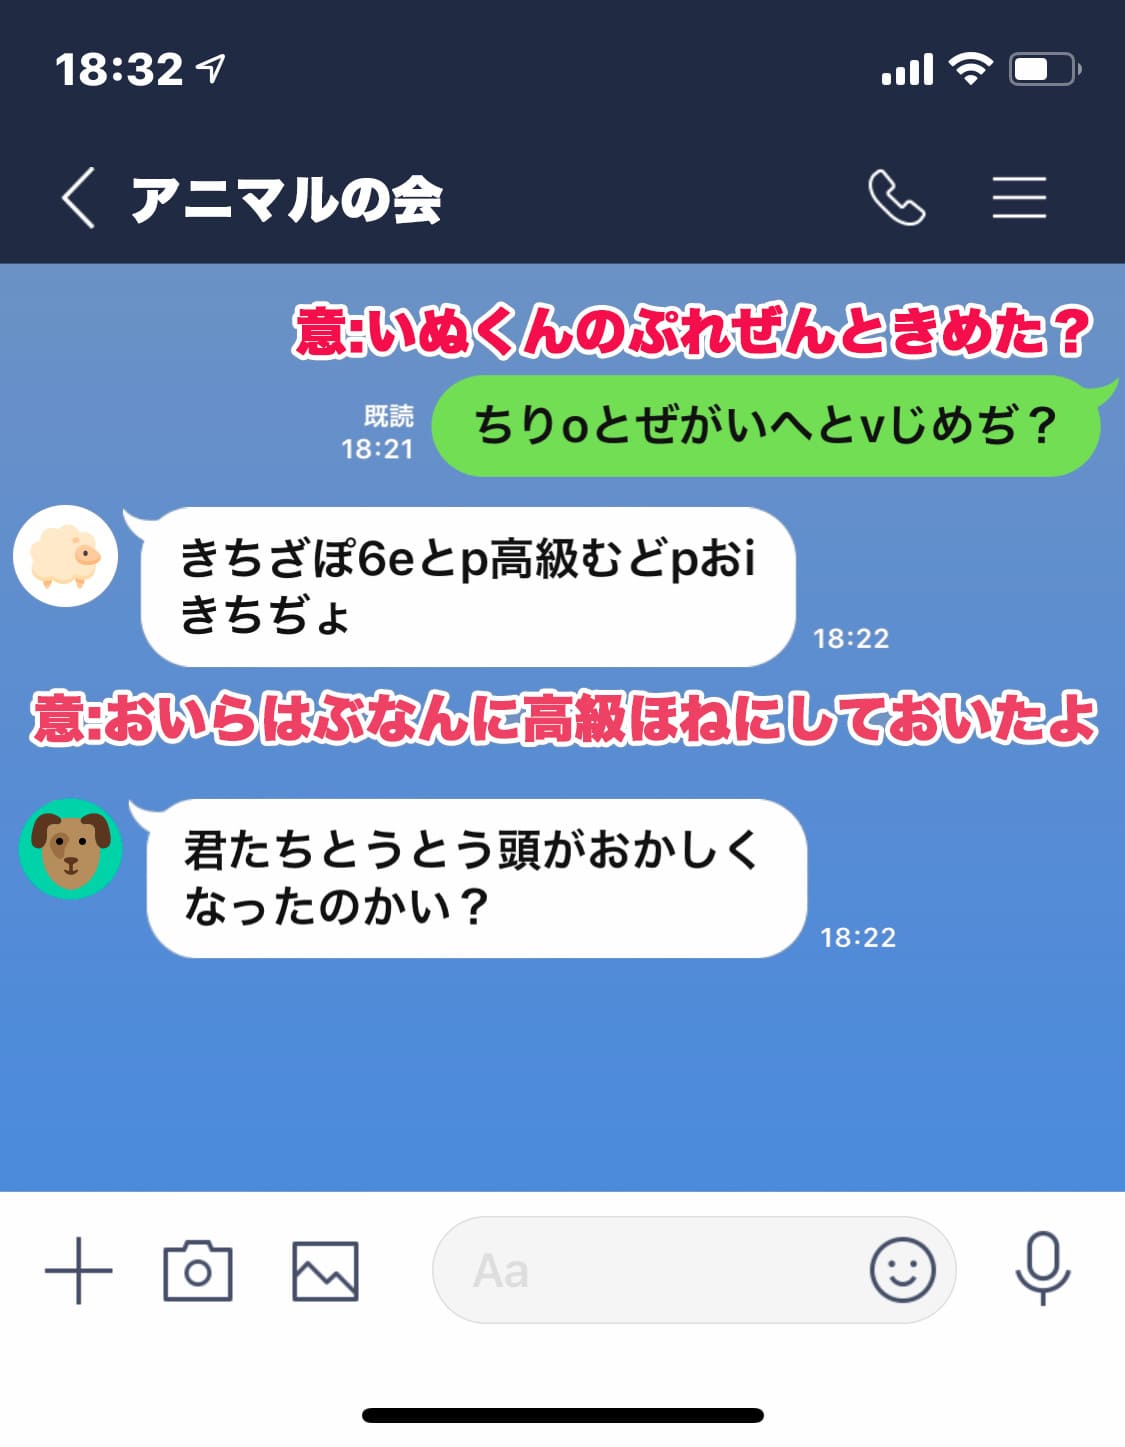 18:32
アニマルの会
意:いぬくんのぷれぜんときめた？
ちりoとぜがいへとvじめぢ？
既読
18:21
きちざぽ6eとp高級むどpおi
きちぢょ
18:22
意:おいらはぶなんに高級ほねにしておいたよ
君たちとうとう頭がおかしく
なったのかい？
18:22
Aa